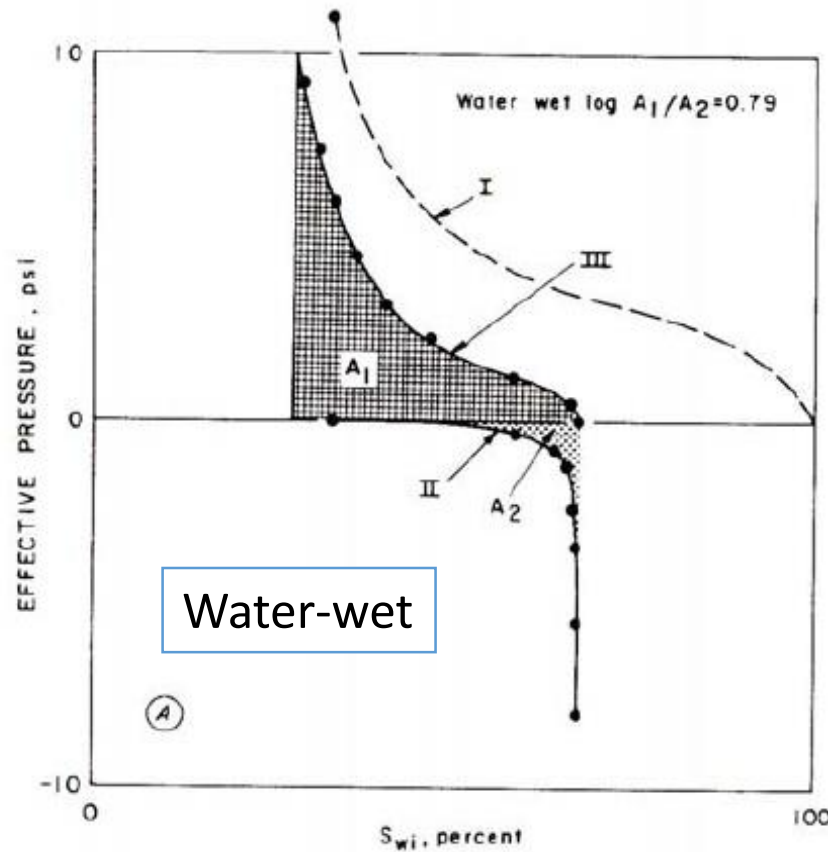 10
Water wet log A1/A2=0.79
I
III
EFFECTIVE PRESSURE, psi
A1
0
II
A2
Water-wet
A
-10
0
100
Swi, percent